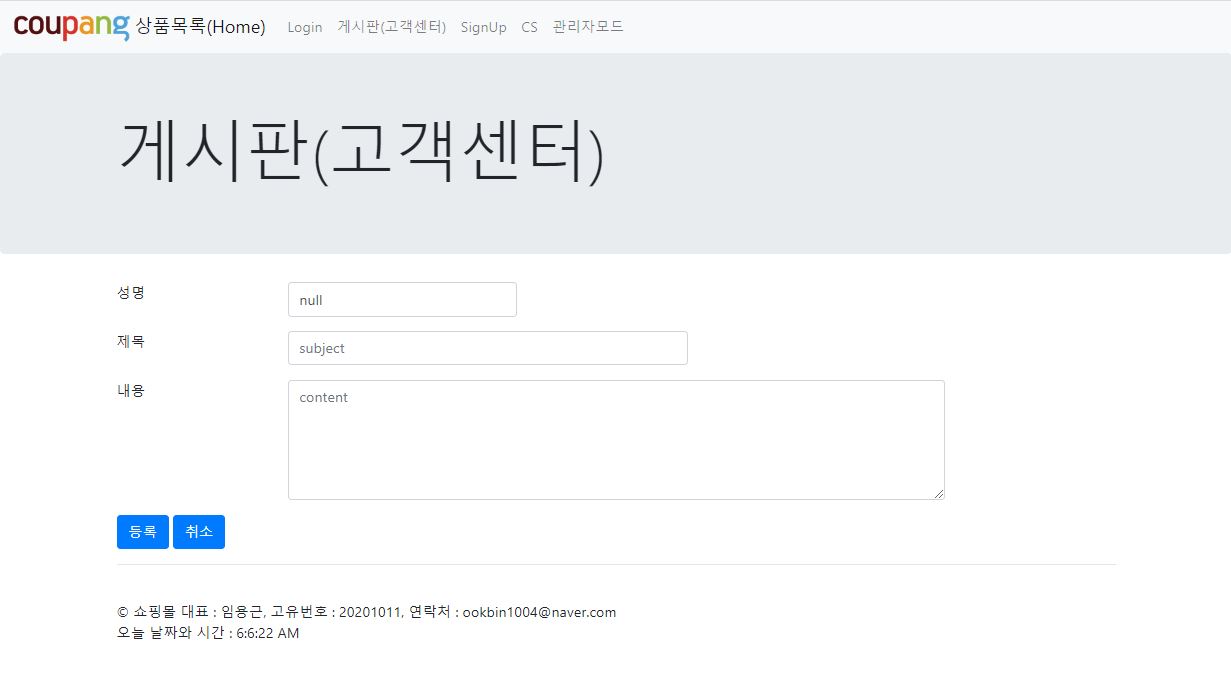 coupang 상품목록(Home) Login 게시판(고객센터) SignUp CS 관리자모드
게시판(고객센터)
성명 null
제목 subject
내용 content
등록 취소
© 쇼핑몰 대표 : 임용근, 고유번호 : 20201011, 연락처 : ookbin1004@naver.com
오늘 날짜와 시간 : 6:6:22 AM